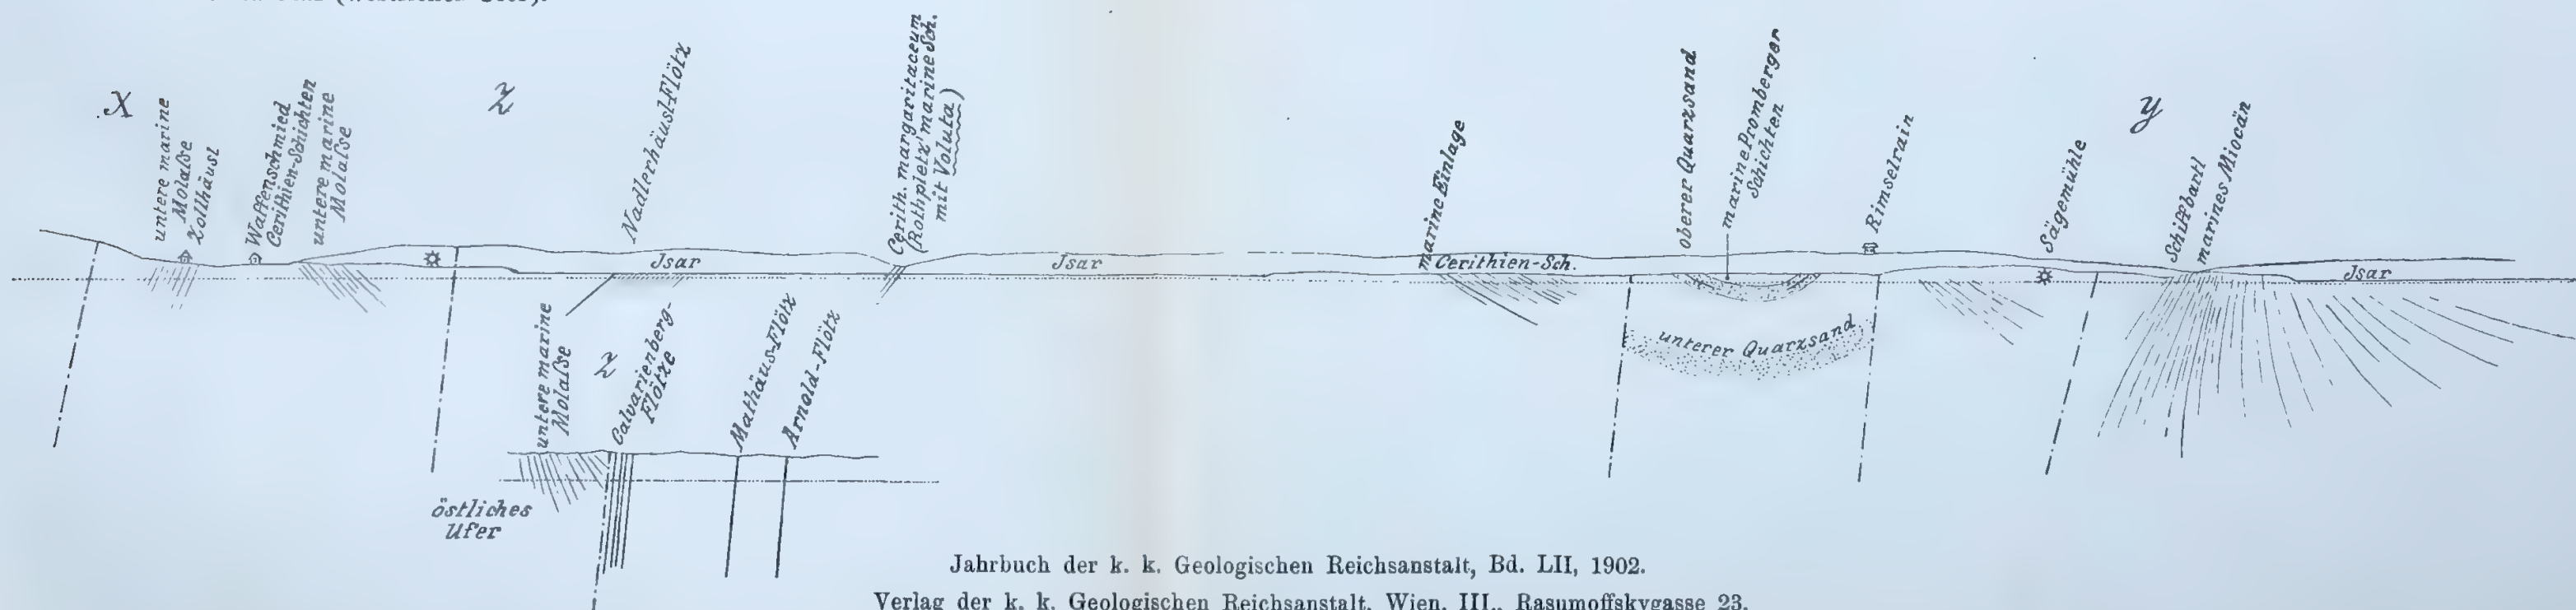 X
untere marine
Molaße
Zollhäusl
Waffenschmied
Cerithien-Schichten
untere marine
Molaße
Z
Nadlerhäusl-Flötz
Cerith. margaritaceum
(Rothpletz' marine Sch.
mit Voluta)
marine Einlage
oberer Quarzsand
marine Promberger
Schichten
Rimselrain
Sägemühle
y
Schiffbartl
marines Miocän
Jsar
Jsar
Cerithien-Sch.
Jsar
unterer Quarzsand
untere marine
Molaße
Z
Calvarienberg-
Flötze
Mathäus-Flötz
Arnold-Flötz
östliches
Ufer
Jahrbuch der k. k. Geologischen Reichsanstalt, Bd. LII, 1902.
Verlag der k. k. Geologischen Reichsanstalt, Wien, III., Rasumoffskygasse 23.